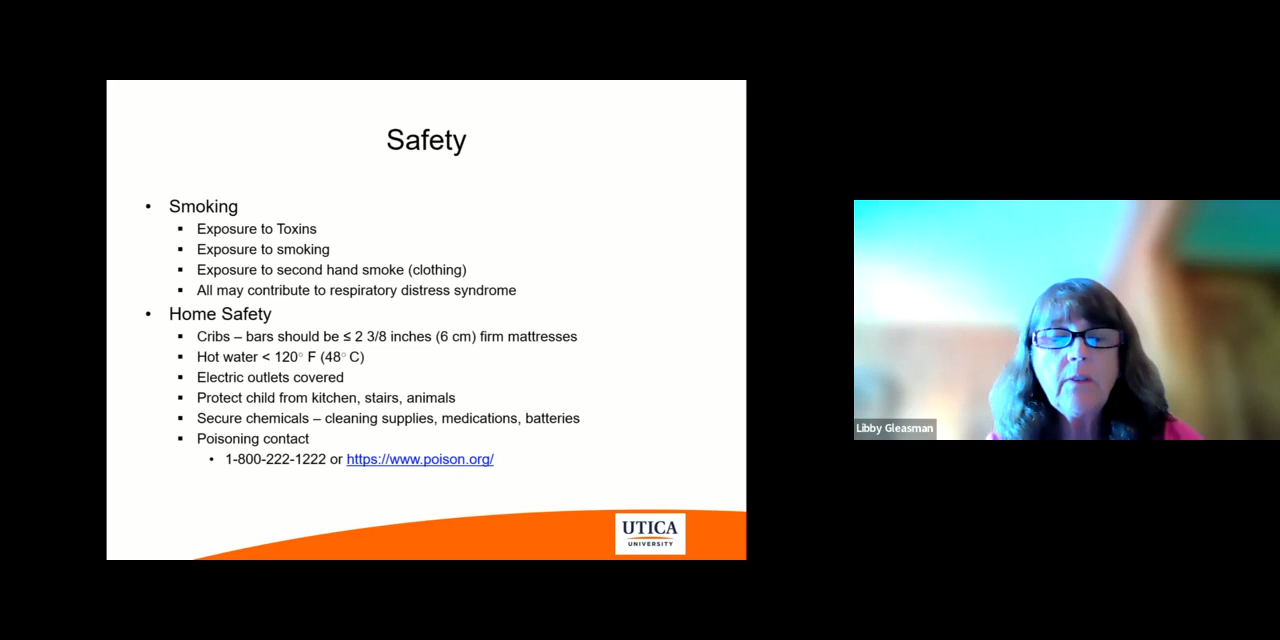 Safety
• Smoking
▪ Exposure to Toxins
▪ Exposure to smoking
▪ Exposure to second hand smoke (clothing)
▪ All may contribute to respiratory distress syndrome
• Home Safety
▪ Cribs – bars should be ≤ 2 3/8 inches (6 cm) firm mattresses
▪ Hot water < 120° F (48° C)
▪ Electric outlets covered
▪ Protect child from kitchen, stairs, animals
▪ Secure chemicals – cleaning supplies, medications, batteries
▪ Poisoning contact
• 1-800-222-1222 or https://www.poison.org/
UTICA
UNIVERSITY
Libby Gleasman